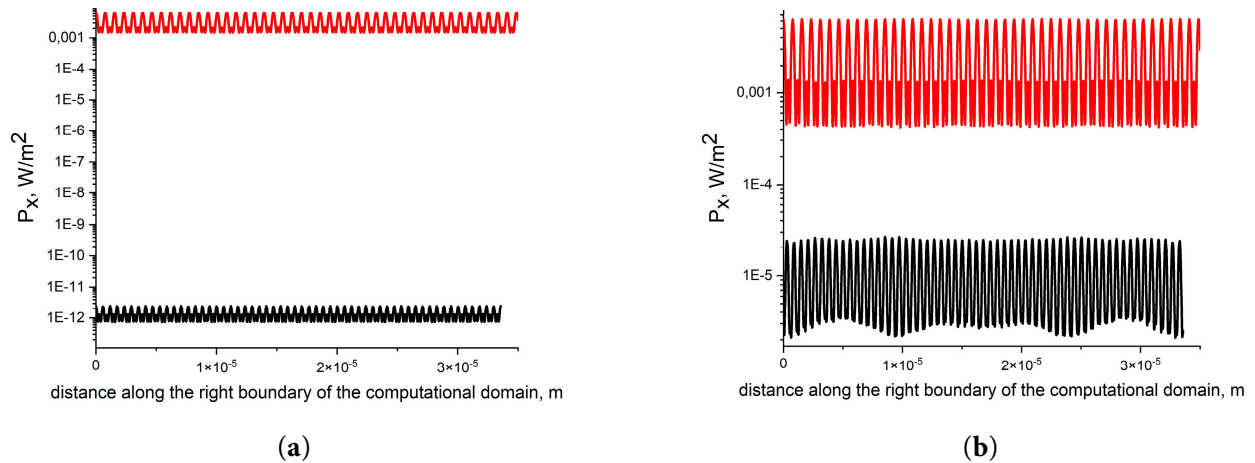 0,001
1E-4
1E-5
1E-6
1E-7
1E-8
1E-9
1E-10
1E-11
1E-12
Px, W/m²
0
1×10⁻⁵
2×10⁻⁵
3×10⁻⁵
distance along the right boundary of the computational domain, m
(a)
0,001
1E-4
1E-5
Px, W/m²
0
1×10⁻⁵
2×10⁻⁵
3×10⁻⁵
distance along the right boundary of the computational domain, m
(b)